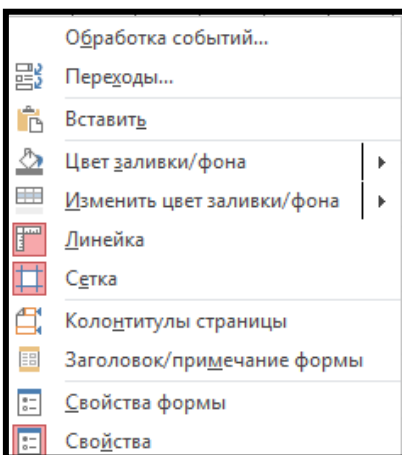 Обработка событий...
Переходы...
Вставить
Цвет заливки/фона
Изменить цвет заливки/фона
Линейка
Сетка
Колонтитулы страницы
Заголовок/примечание формы
Свойства формы
Свойства